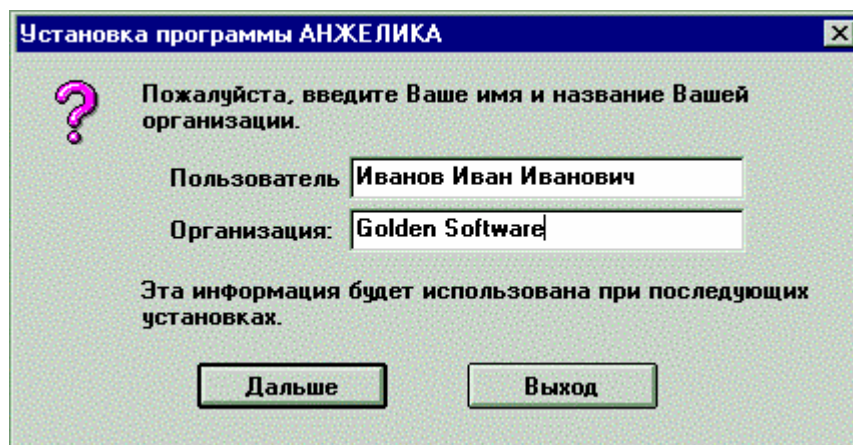 Установка программы АНЖЕЛИКА
Пожалуйста, введите Ваше имя и название Вашей
организации.
Пользователь Иванов Иван Иванович
Организация: Golden Software
Эта информация будет использована при последующих
установках.
Дальше Выход